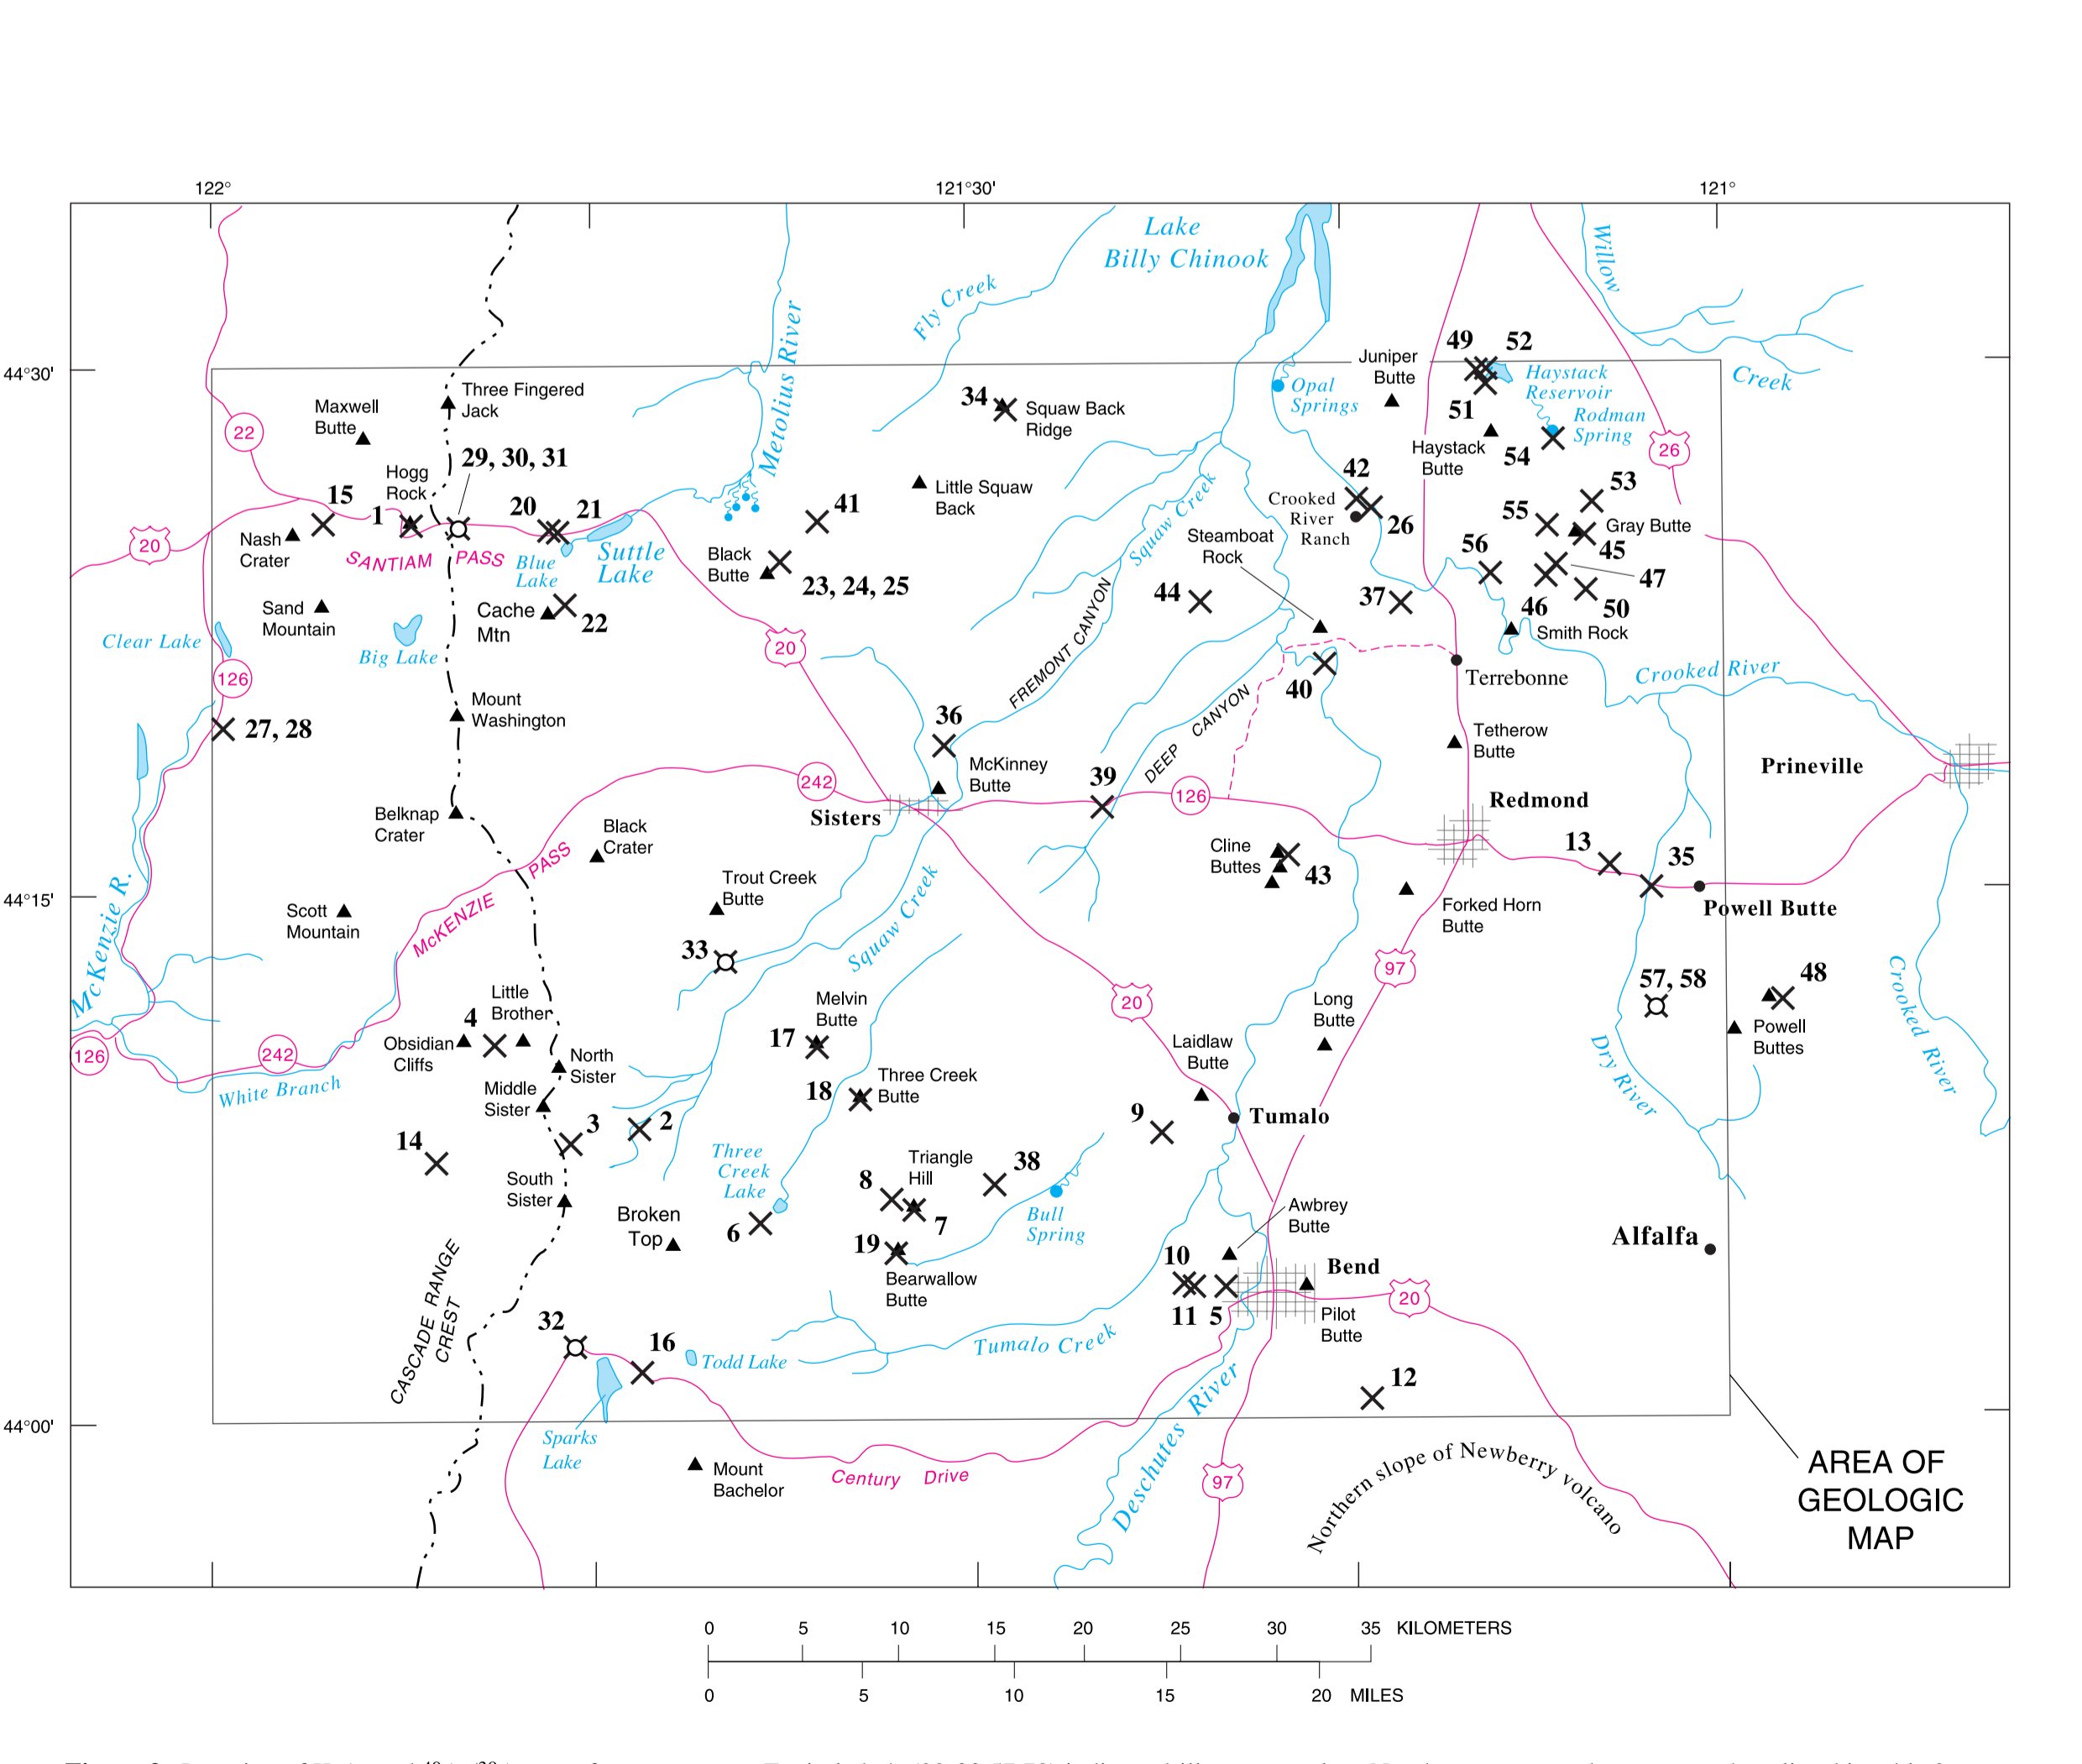 122°
121°30'
121°
Lake
Billy Chinook
Willow
Fly Creek
Metolius River
44°30'
Juniper
Butte
49
52
Haystack
Reservoir
Creek
Opal
Springs
Three Fingered
Jack
Maxwell
Butte
34
Squaw Back
Ridge
51
Rodman
Spring
22
26
Haystack
Butte
54
29, 30, 31
Hogg
Rock
42
53
15
1
20
21
41
Little Squaw
Back
Crooked
River
Ranch
26
55
Gray Butte
Squaw Creek
Steamboat
Rock
Nash
Crater
20
SANTIAM PASS
Blue
Lake
Suttle
Lake
Black
Butte
23, 24, 25
56
45
47
Sand
Mountain
Cache
Mtn
22
44
37
46
50
Smith Rock
Clear Lake
Big Lake
20
FREMONT CANYON
126
40
Terrebonne
Crooked River
Mount
Washington
27, 28
36
DEEP CANYON
Tetherow
Butte
McKinney
Butte
39
Prineville
242
126
Redmond
Sisters
Belknap
Crater
Black
Crater
Cline
Buttes
43
13
35
PASS
McKENZIE
Trout Creek
Butte
Scott
Mountain
Forked Horn
Butte
Powell Butte
McKenzie R.
33
Squaw Creek
97
57, 58
48
Crooked River
Little
Brother
4
Obsidian
Cliffs
Melvin
Butte
17
20
Long
Butte
Powell
Buttes
Laidlaw
Butte
126
242
North
Sister
Dry River
White Branch
Middle
Sister
Three Creek
Butte
18
3
2
9
Tumalo
14
Three
Creek
Lake
Triangle
Hill
38
8
South
Sister
7
Bull
Spring
Awbrey
Butte
Broken
Top
6
19
Alfalfa
Bearwallow
Butte
10
Bend
11
5
20
Pilot
Butte
CASCADE RANGE
CREST
32
16
Todd Lake
Tumalo Creek
12
44°15'
44°00'
Sparks
Lake
Mount
Bachelor
Century Drive
97
Deschutes River
Northern slope of Newberry volcano
AREA OF
GEOLOGIC
MAP
0 5 10 15 20 25 30 35 KILOMETERS
0 5 10 15 20 MILES